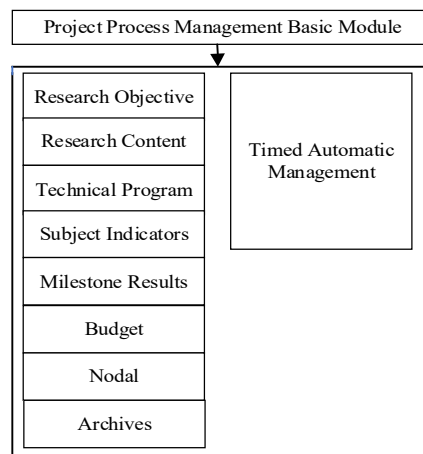 Project Process Management Basic Module
Research Objective
Research Content
Technical Program
Subject Indicators
Milestone Results
Budget
Nodal
Archives
Timed Automatic
Management